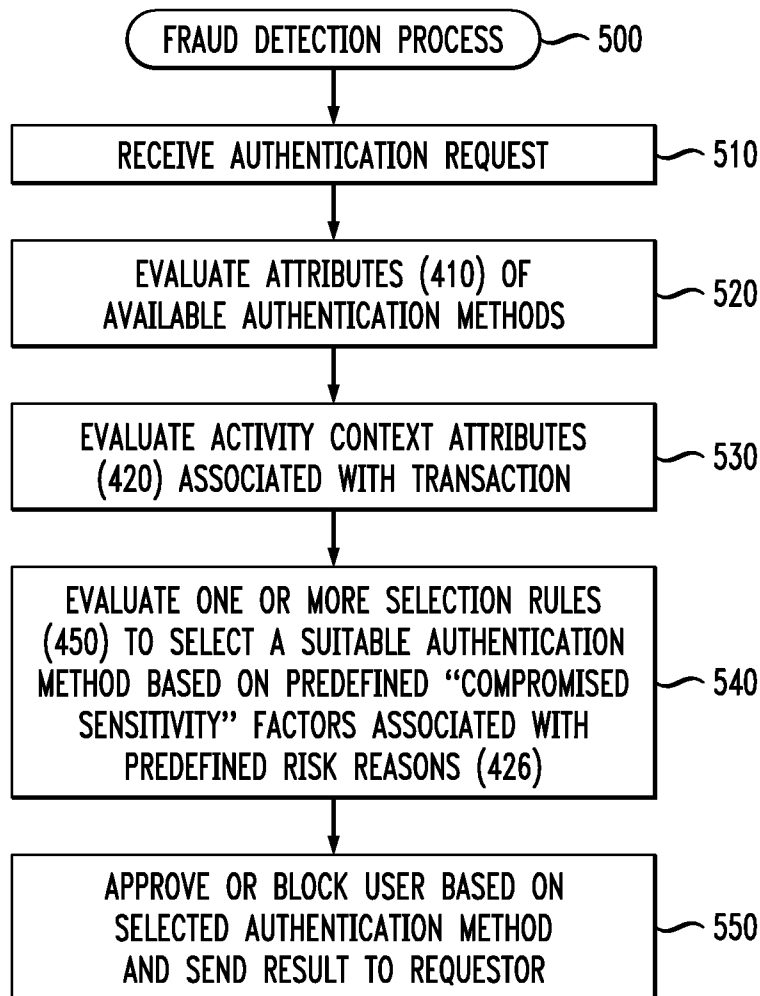 FRAUD DETECTION PROCESS 500
RECEIVE AUTHENTICATION REQUEST 510
EVALUATE ATTRIBUTES (410) OF
AVAILABLE AUTHENTICATION METHODS
520
EVALUATE ACTIVITY CONTEXT ATTRIBUTES
(420) ASSOCIATED WITH TRANSACTION
530
EVALUATE ONE OR MORE SELECTION RULES
(450) TO SELECT A SUITABLE AUTHENTICATION
METHOD BASED ON PREDEFINED “COMPROMISED
SENSITIVITY” FACTORS ASSOCIATED WITH
PREDEFINED RISK REASONS (426)
540
APPROVE OR BLOCK USER BASED ON
SELECTED AUTHENTICATION METHOD
AND SEND RESULT TO REQUESTOR
550